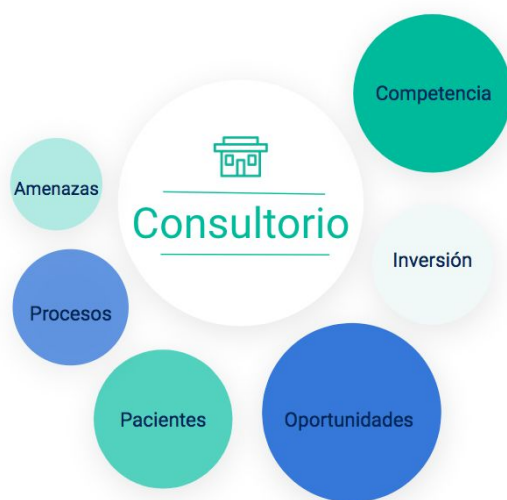 Competencia
Amenazas
Consultorio
Inversión
Procesos
Pacientes
Oportunidades